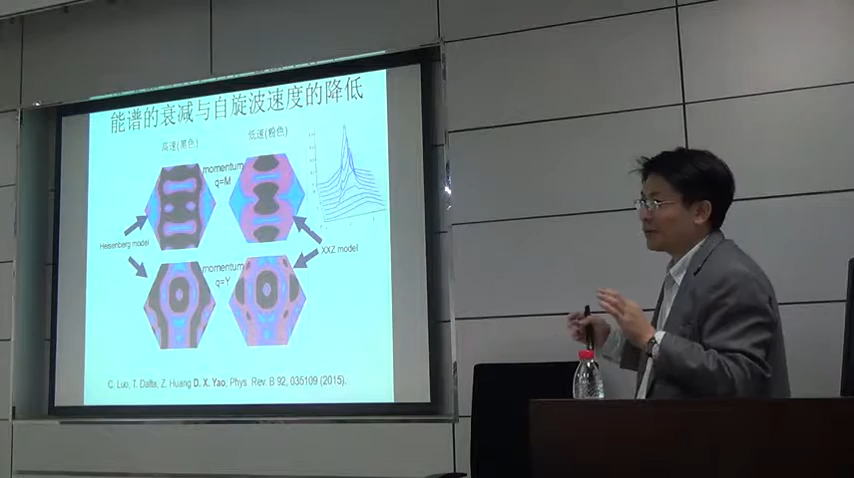 能谱的衰减与自旋波速度的降低
高速(黑色)
低速(粉色)
momentum
q=M
Heisenberg model
XXZ model
momentum
q=Y
C. Luo, T. Datta, Z. Huang D. X. Yao, Phys Rev. B 92, 035109 (2015).